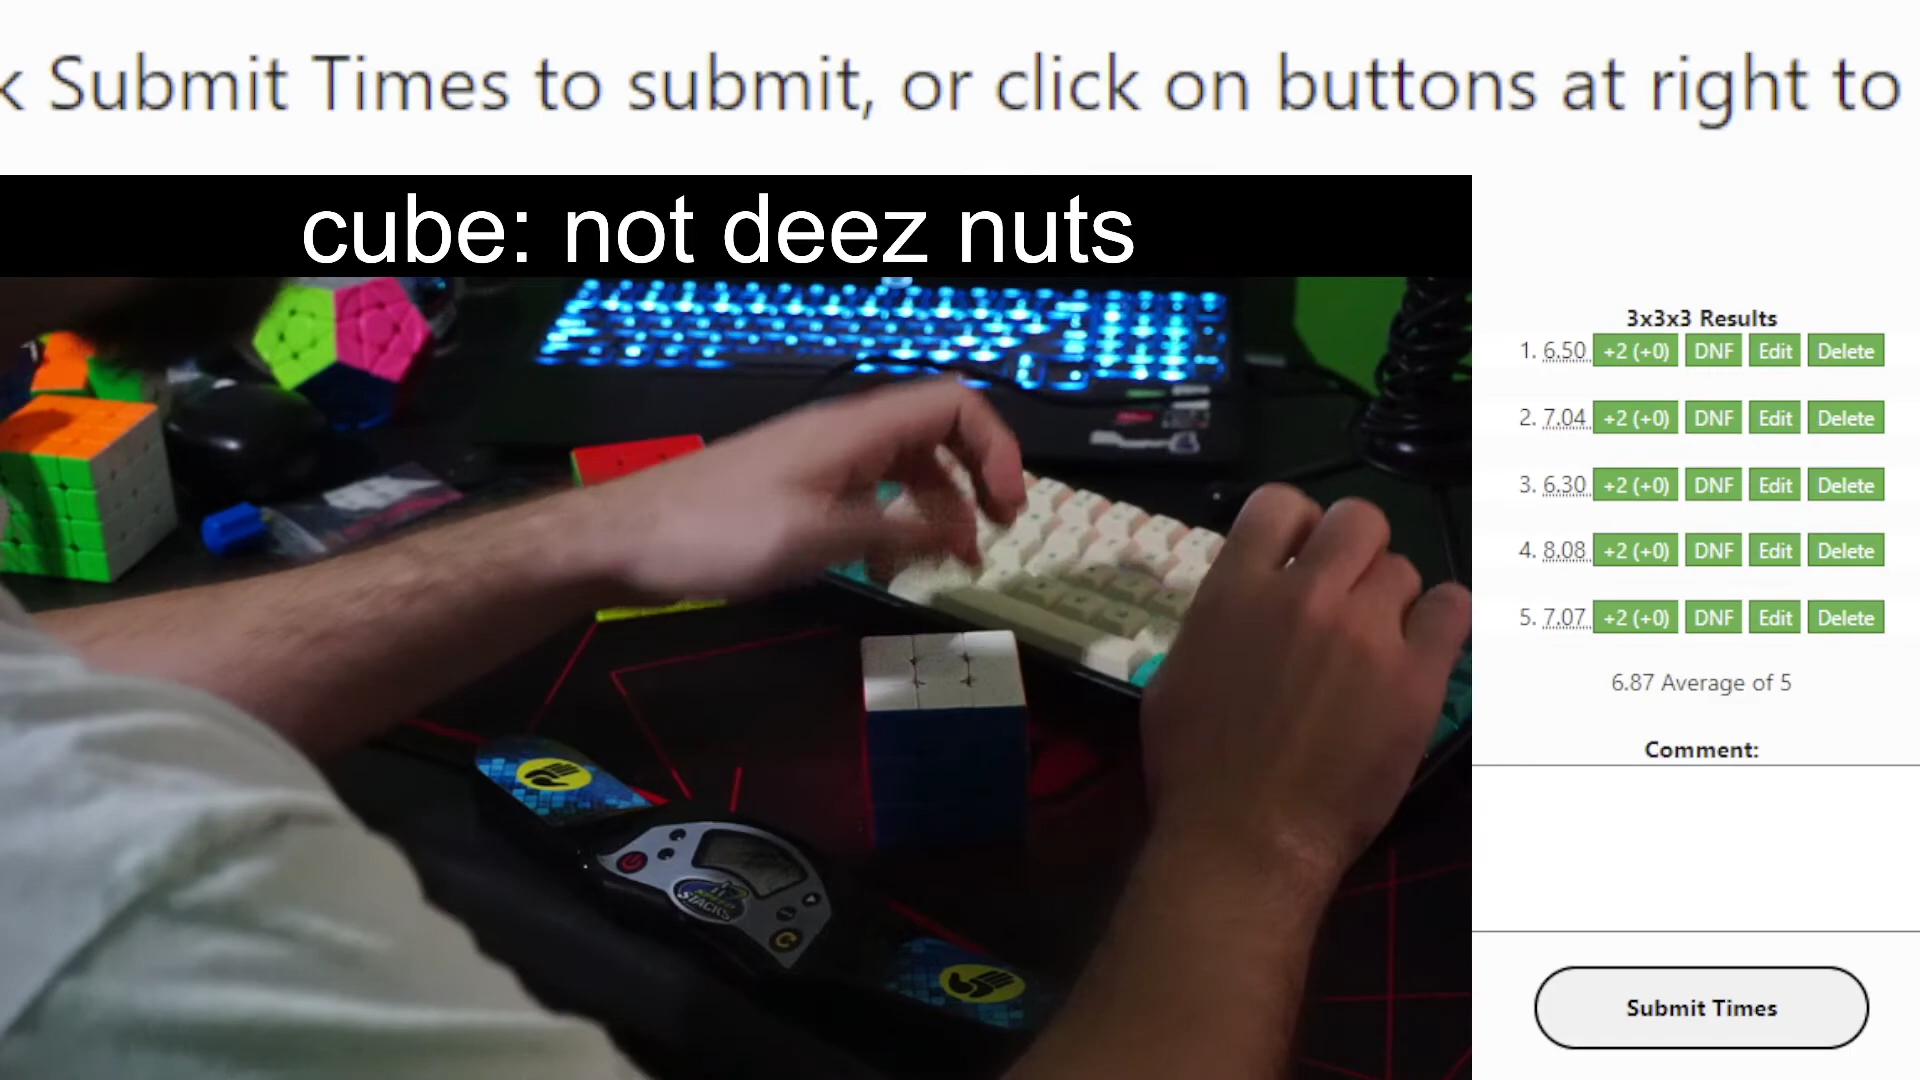 k Submit Times to submit, or click on buttons at right to
cube: not deez nuts
3x3x3 Results
1. 6.50 +2 (+0) DNF Edit Delete
2. 7.04 +2 (+0) DNF Edit Delete
3. 6.30 +2 (+0) DNF Edit Delete
4. 8.08 +2 (+0) DNF Edit Delete
5. 7.07 +2 (+0) DNF Edit Delete
6.87 Average of 5
Comment:
Submit Times
STACKS
C